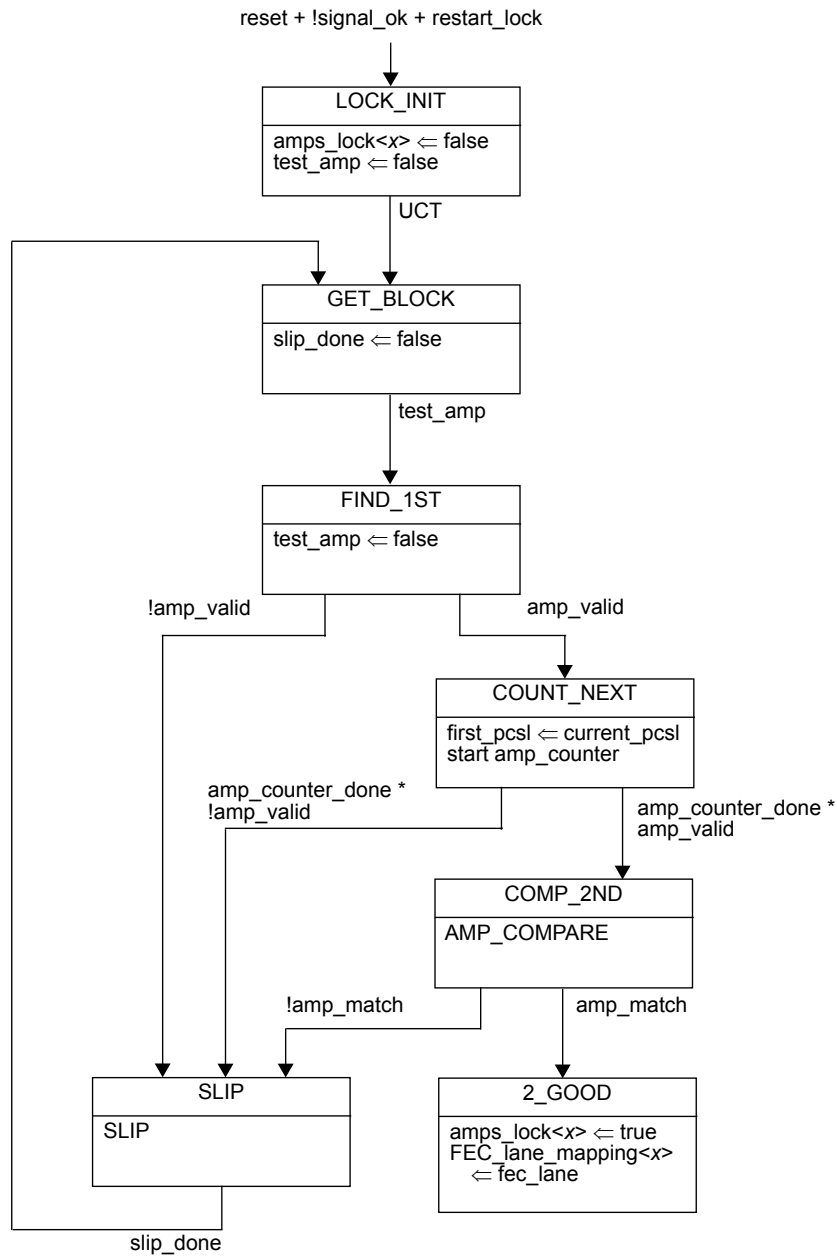 reset + !signal_ok + restart_lock
LOCK_INIT
amps_lock<x> ⇐ false
test_amp ⇐ false
UCT
GET_BLOCK
slip_done ⇐ false
test_amp
FIND_1ST
test_amp ⇐ false
!amp_valid
amp_valid
COUNT_NEXT
first_pcsl ⇐ current_pcsl
start amp_counter
amp_counter_done *
!amp_valid
amp_counter_done *
amp_valid
COMP_2ND
AMP_COMPARE
!amp_match
amp_match
SLIP
SLIP
2_GOOD
amps_lock<x> ⇐ true
FEC_lane_mapping<x>
⇐ fec_lane
slip_done